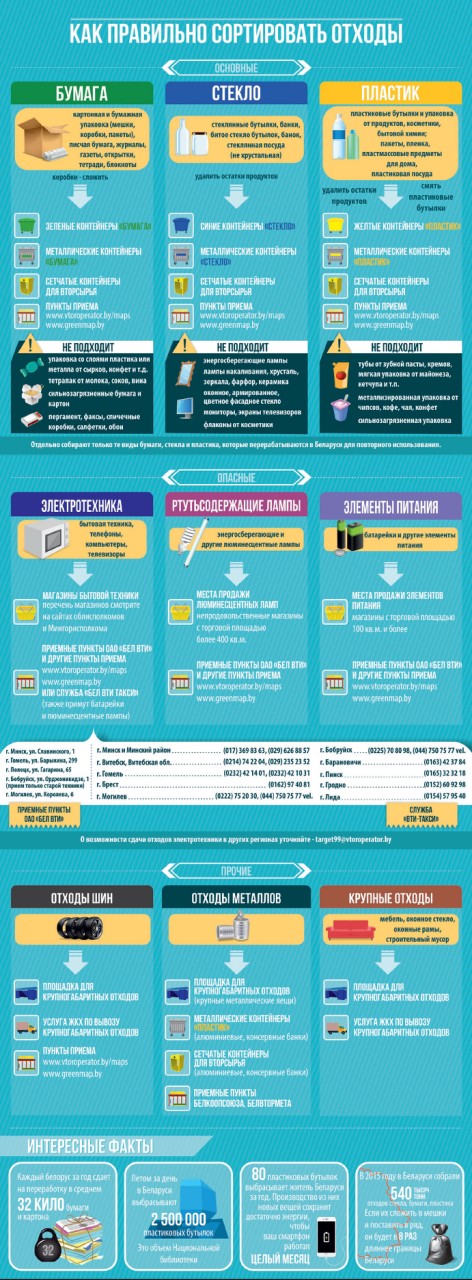 КАК ПРАВИЛЬНО СОРТИРОВАТЬ ОТХОДЫ
ОСНОВНЫЕ
БУМАГА
картонная и бумажная
упаковка (мешки,
коробки, пакеты),
писчая бумага, журналы,
газеты, открытки,
тетради, блокноты
коробки - сложить
ЗЕЛЕНЫЕ КОНТЕЙНЕРЫ «БУМАГА»
МЕТАЛЛИЧЕСКИЕ КОНТЕЙНЕРЫ
«БУМАГА»
СЕТЧАТЫЕ КОНТЕЙНЕРЫ
ДЛЯ ВТОРСЫРЬЯ
ПУНКТЫ ПРИЕМА
www.vtoroperator.by/maps
www.greenmap.by
НЕ ПОДХОДИТ
упаковка со слоями пластика или
металла от сырков, конфет и т.д.
тетрапак от молока, соков, вина
сильнозагрязненные бумага и
картон
пергамент, факсы, спичечные
коробки, салфетки, обои
СТЕКЛО
стеклянные бутылки, банки,
битое стекло бутылок, банок,
стеклянная посуда
(не хрустальная)
удалить остатки продуктов
СИНИЕ КОНТЕЙНЕРЫ «СТЕКЛО»
МЕТАЛЛИЧЕСКИЕ КОНТЕЙНЕРЫ
«СТЕКЛО»
СЕТЧАТЫЕ КОНТЕЙНЕРЫ
ДЛЯ ВТОРСЫРЬЯ
ПУНКТЫ ПРИЕМА
www.vtoroperator.by/maps
www.greenmap.by
НЕ ПОДХОДИТ
энергосберегающие лампы
лампы накаливания, хрусталь,
зеркала, фарфор, керамика
оконное, армированное,
цветное фасадное стекло
мониторы, экраны телевизоров
флаконы от косметики
ПЛАСТИК
пластиковые бутылки и упаковка
от продуктов, косметики,
бытовой химии;
пакеты, пленка,
пластмассовые предметы
для дома,
пластиковая посуда
удалить остатки
продуктов
смять
пластиковые
бутылки
ЖЕЛТЫЕ КОНТЕЙНЕРЫ «ПЛАСТИК»
МЕТАЛЛИЧЕСКИЕ КОНТЕЙНЕРЫ
«ПЛАСТИК»
СЕТЧАТЫЕ КОНТЕЙНЕРЫ
ДЛЯ ВТОРСЫРЬЯ
ПУНКТЫ ПРИЕМА
www.vtoroperator.by/maps
www.greenmap.by
НЕ ПОДХОДИТ
тубы от зубной пасты, кремов,
мягкая упаковка от майонеза,
кетчупа и т.п.
металлизированная упаковка от
чипсов, кофе, чая, конфет
сильнозагрязненная упаковка
Отдельно собирают только те виды бумаги, стекла и пластика, которые перерабатываются в Беларуси для повторного использования.
ОПАСНЫЕ
ЭЛЕКТРОТЕХНИКА
бытовая техника,
телефоны,
компьютеры,
телевизоры
МАГАЗИНЫ БЫТОВОЙ ТЕХНИКИ
перечень магазинов смотрите
на сайтах облисполкомов
и Мингорисполкома
ПРИЕМНЫЕ ПУНКТЫ ОАО «БЕЛ ВТИ»
И ДРУГИЕ ПУНКТЫ ПРИЕМА
www.vtoroperator.by/maps
www.greenmap.by
ИЛИ СЛУЖБА «БЕЛ ВТИ ТАКСИ»
(также примут батарейки
и люминесцентные лампы)
РТУТЬСОДЕРЖАЩИЕ ЛАМПЫ
энергосберегающие и
другие люминесцентные лампы
МЕСТА ПРОДАЖИ
ЛЮМИНЕСЦЕНТНЫХ ЛАМП
непродовольственные магазины
с торговой площадью
более 400 кв.м.
ПРИЕМНЫЕ ПУНКТЫ ОАО «БЕЛ ВТИ»
И ДРУГИЕ ПУНКТЫ ПРИЕМА
www.vtoroperator.by/maps
www.greenmap.by
ЭЛЕМЕНТЫ ПИТАНИЯ
батарейки и другие элементы
питания
МЕСТА ПРОДАЖИ ЭЛЕМЕНТОВ
ПИТАНИЯ
магазины с торговой площадью
100 кв. м. и более
ПРИЕМНЫЕ ПУНКТЫ ОАО «БЕЛ ВТИ»
И ДРУГИЕ ПУНКТЫ ПРИЕМА
www.vtoroperator.by/maps
www.greenmap.by
г. Минск, ул. Славинского, 1
г. Гомель, ул. Барыкина, 299
г. Полоцк, ул. Гагарина, 65
г. Бобруйск, ул. Орджоникидзе, 1
(прием только старой техники)
г. Могилев, ул. Королева, 6
ПРИЕМНЫЕ ПУНКТЫ
ОАО «БЕЛ ВТИ»
г. Минск и Минский район (017) 369 83 63, (029) 626 88 57
г. Витебск, Витебская обл. (0214) 74 22 04, (029) 235 23 52
г. Гомель (0232) 42 14 01, (0232) 42 10 31
г. Брест (0162) 97 40 81
г. Могилев (0222) 75 20 30, (044) 750 75 77 vel.
г. Бобруйск (0225) 70 80 98, (044) 750 75 77 vel.
г. Барановичи (0163) 42 37 84
г. Пинск (0165) 32 32 18
г. Гродно (0152) 60 92 98
г. Лида (0154) 57 95 40
СЛУЖБА
«ВТИ-ТАКСИ»
О возможности сдачи отходов электротехники в других регионах уточняйте - target99@vtoroperator.by
ПРОЧИЕ
ОТХОДЫ ШИН
ПЛОЩАДКА ДЛЯ
КРУПНОГАБАРИТНЫХ ОТХОДОВ
УСЛУГА ЖКХ ПО ВЫВОЗУ
КРУПНОГАБАРИТНЫХ ОТХОДОВ
ПУНКТЫ ПРИЕМА
www.vtoroperator.by/maps
www.greenmap.by
ОТХОДЫ МЕТАЛЛОВ
ПЛОЩАДКА ДЛЯ
КРУПНОГАБАРИТНЫХ ОТХОДОВ
(крупные металлические вещи)
МЕТАЛЛИЧЕСКИЕ КОНТЕЙНЕРЫ
«ПЛАСТИК»
(алюминиевые, консервные банки)
СЕТЧАТЫЕ КОНТЕЙНЕРЫ
ДЛЯ ВТОРСЫРЬЯ
(алюминиевые, консервные банки)
ПРИЕМНЫЕ ПУНКТЫ
БЕЛКООПСОЮЗА, БЕЛВТОРМЕТА
КРУПНЫЕ ОТХОДЫ
мебель, оконное стекло,
оконные рамы,
строительный мусор
ПЛОЩАДКА ДЛЯ
КРУПНОГАБАРИТНЫХ ОТХОДОВ
УСЛУГА ЖКХ ПО ВЫВОЗУ
КРУПНОГАБАРИТНЫХ ОТХОДОВ
ИНТЕРЕСНЫЕ ФАКТЫ
Каждый белорус за год сдает
на переработку в среднем
32 КИЛО бумаги
и картона
32
Летом за день
в Беларуси
выбрасывают
2 500 000
пластиковых бутылок
Это объем Национальной
библиотеки
80 пластиковых бутылок
выбрасывает житель Беларуси
за год. Производство из них
новых вещей сохранит
достаточно энергии,
чтобы ваш
смартфон
работал
ЦЕЛЫЙ МЕСЯЦ
В 2015 году в Беларуси собрали
540 ТЫСЯЧ
ТОНН
отходов стекла, бумаги, пластика
Если их сложить в мешки
и поставить в ряд,
он будет в РАЗ
длиннее границы
Беларуси